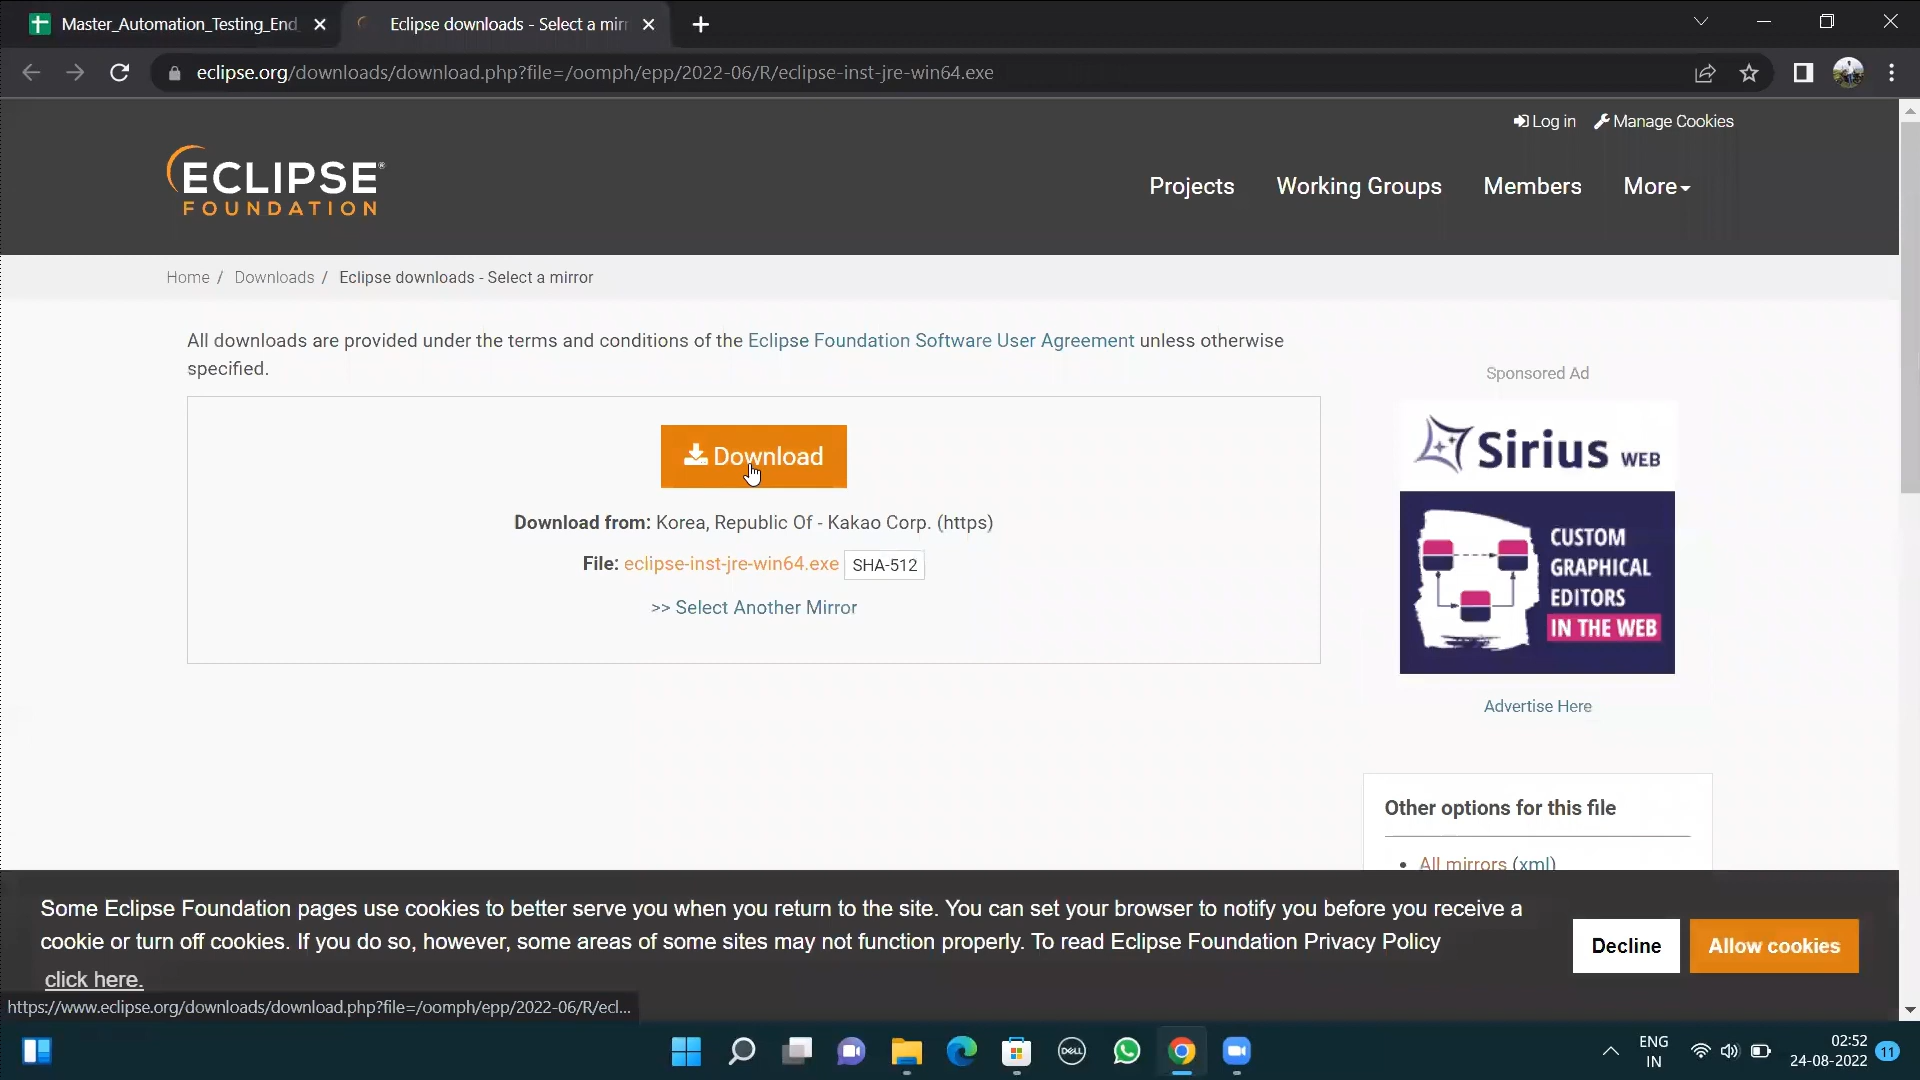 Master_Automation_Testing_End
Eclipse downloads - Select a mirr
eclipse.org/downloads/download.php?file=/oomph/epp/2022-06/R/eclipse-inst-jre-win64.exe
Log in Manage Cookies
ECLIPSE®
FOUNDATION
Projects Working Groups Members More
Home / Downloads / Eclipse downloads - Select a mirror
All downloads are provided under the terms and conditions of the Eclipse Foundation Software User Agreement unless otherwise
specified.
Download
Download from: Korea, Republic Of - Kakao Corp. (https)
File: eclipse-inst-jre-win64.exe SHA-512
>> Select Another Mirror
Sponsored Ad
Sirius WEB
CUSTOM
GRAPHICAL
EDITORS
IN THE WEB
Advertise Here
Other options for this file
• All mirrors (xml)
Some Eclipse Foundation pages use cookies to better serve you when you return to the site. You can set your browser to notify you before you receive a
cookie or turn off cookies. If you do so, however, some areas of some sites may not function properly. To read Eclipse Foundation Privacy Policy
click here.
Decline
Allow cookies
https://www.eclipse.org/downloads/download.php?file=/oomph/epp/2022-06/R/ecl...
DELL
ENG
IN
02:52
24-08-2022
11